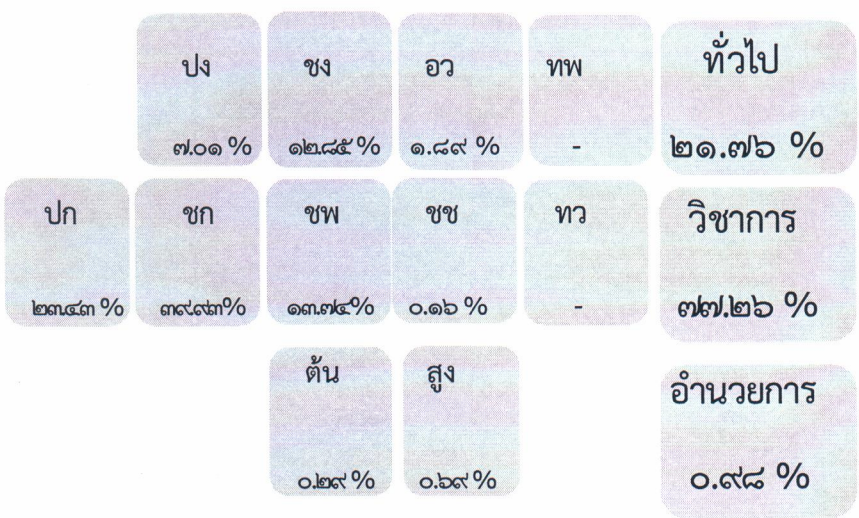 ปง ชง อว ทพ ทั่วไป
๗.๐๑ % ๑๒.๘๕ % ๑.๘๙ % - ๒๑.๗๖ %
ปก ชก ชพ ชช ทว วิชาการ
๒๓.๔๓ % ๓๙.๙๓% ๑๓.๗๔% ๐.๑๖ % - ๗๗.๒๖ %
ต้น สูง อำนวยการ
๐.๒๙ % ๐.๖๙ % ๐.๙๘ %